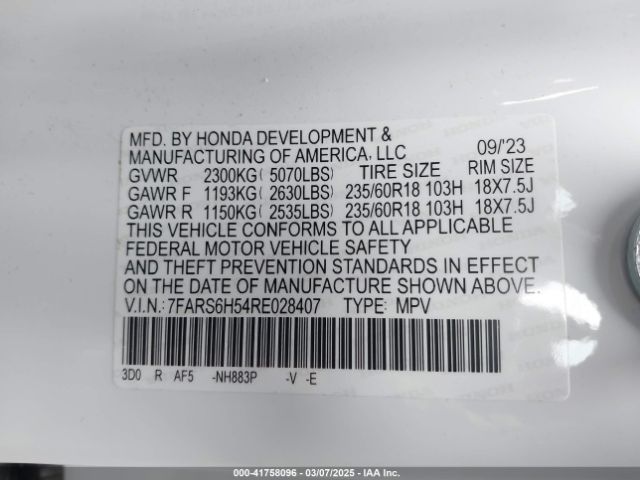 MFD. BY HONDA DEVELOPMENT &
MANUFACTURING OF AMERICA, LLC 09/'23
GVWR 2300KG( 5070LBS) TIRE SIZE RIM SIZE
GAWR F 1193KG( 2630LBS) 235/60R18 103H 18X7.5J
GAWR R 1150KG( 2535LBS) 235/60R18 103H 18X7.5J
THIS VEHICLE CONFORMS TO ALL APPLICABLE
FEDERAL MOTOR VEHICLE SAFETY
AND THEFT PREVENTION STANDARDS IN EFFECT
ON THE DATE OF MANUFACTURE SHOWN ABOVE.
V.I.N.:7FARS6H54RE028407 TYPE: MPV
3D0 R AF5 -NH883P -V -E
000-41758096 - 03/07/2025 - IAA Inc.